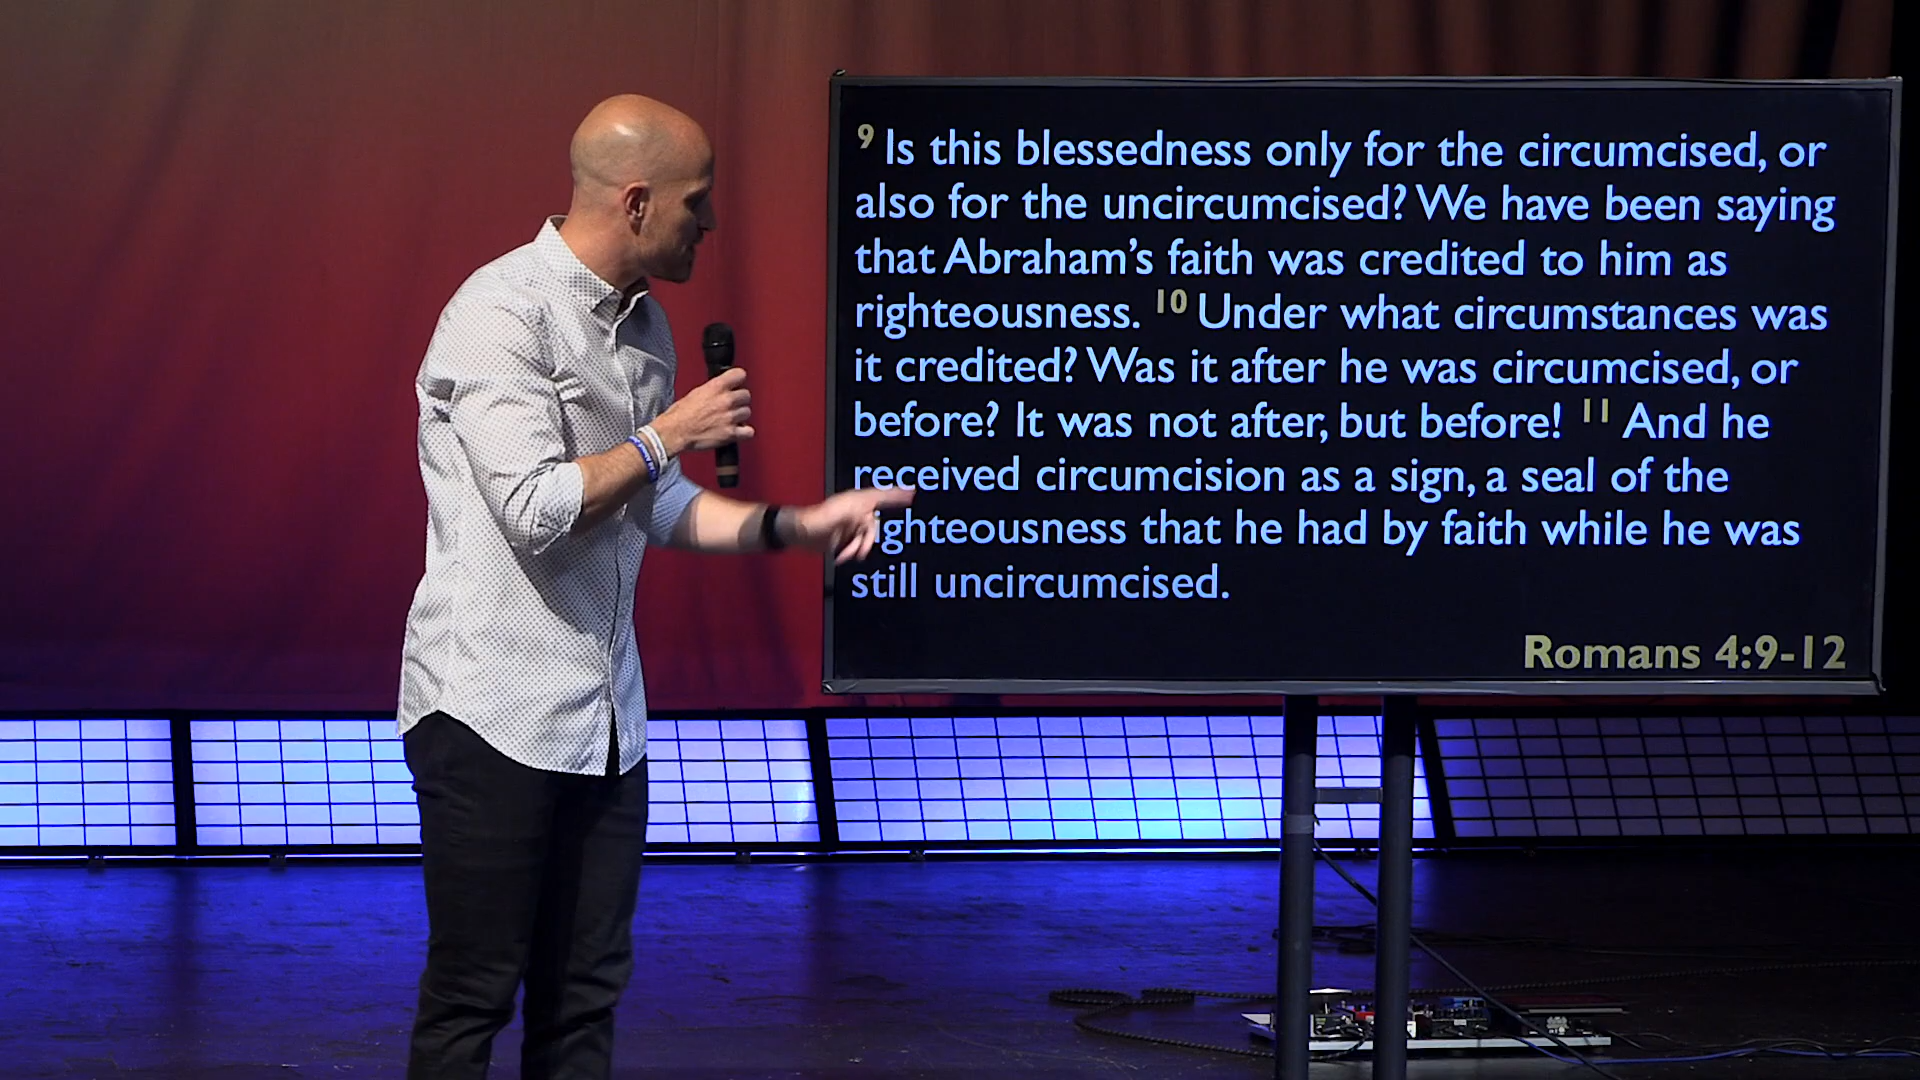 9 Is this blessedness only for the circumcised, or
also for the uncircumcised? We have been saying
that Abraham's faith was credited to him as
righteousness. 10 Under what circumstances was
it credited? Was it after he was circumcised, or
before? It was not after, but before! 11 And he
received circumcision as a sign, a seal of the
righteousness that he had by faith while he was
still uncircumcised.
Romans 4:9-12